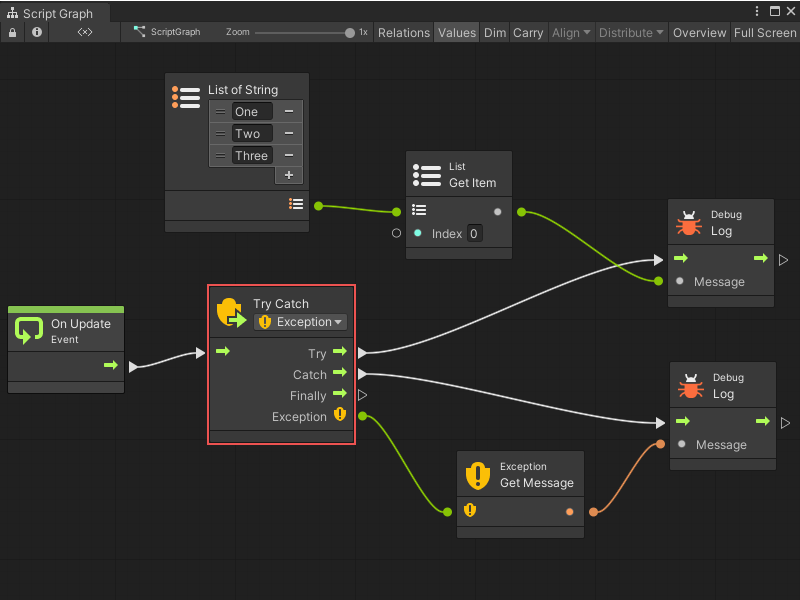 Script Graph
<×> ScriptGraph Zoom 1x Relations Values Dim Carry Align Distribute Overview Full Screen
List of String
One
Two
Three
List
Get Item
Index 0
Debug
Log
Message
On Update
Event
Try Catch
Exception
Try
Catch
Finally
Exception
Debug
Log
Message
Exception
Get Message